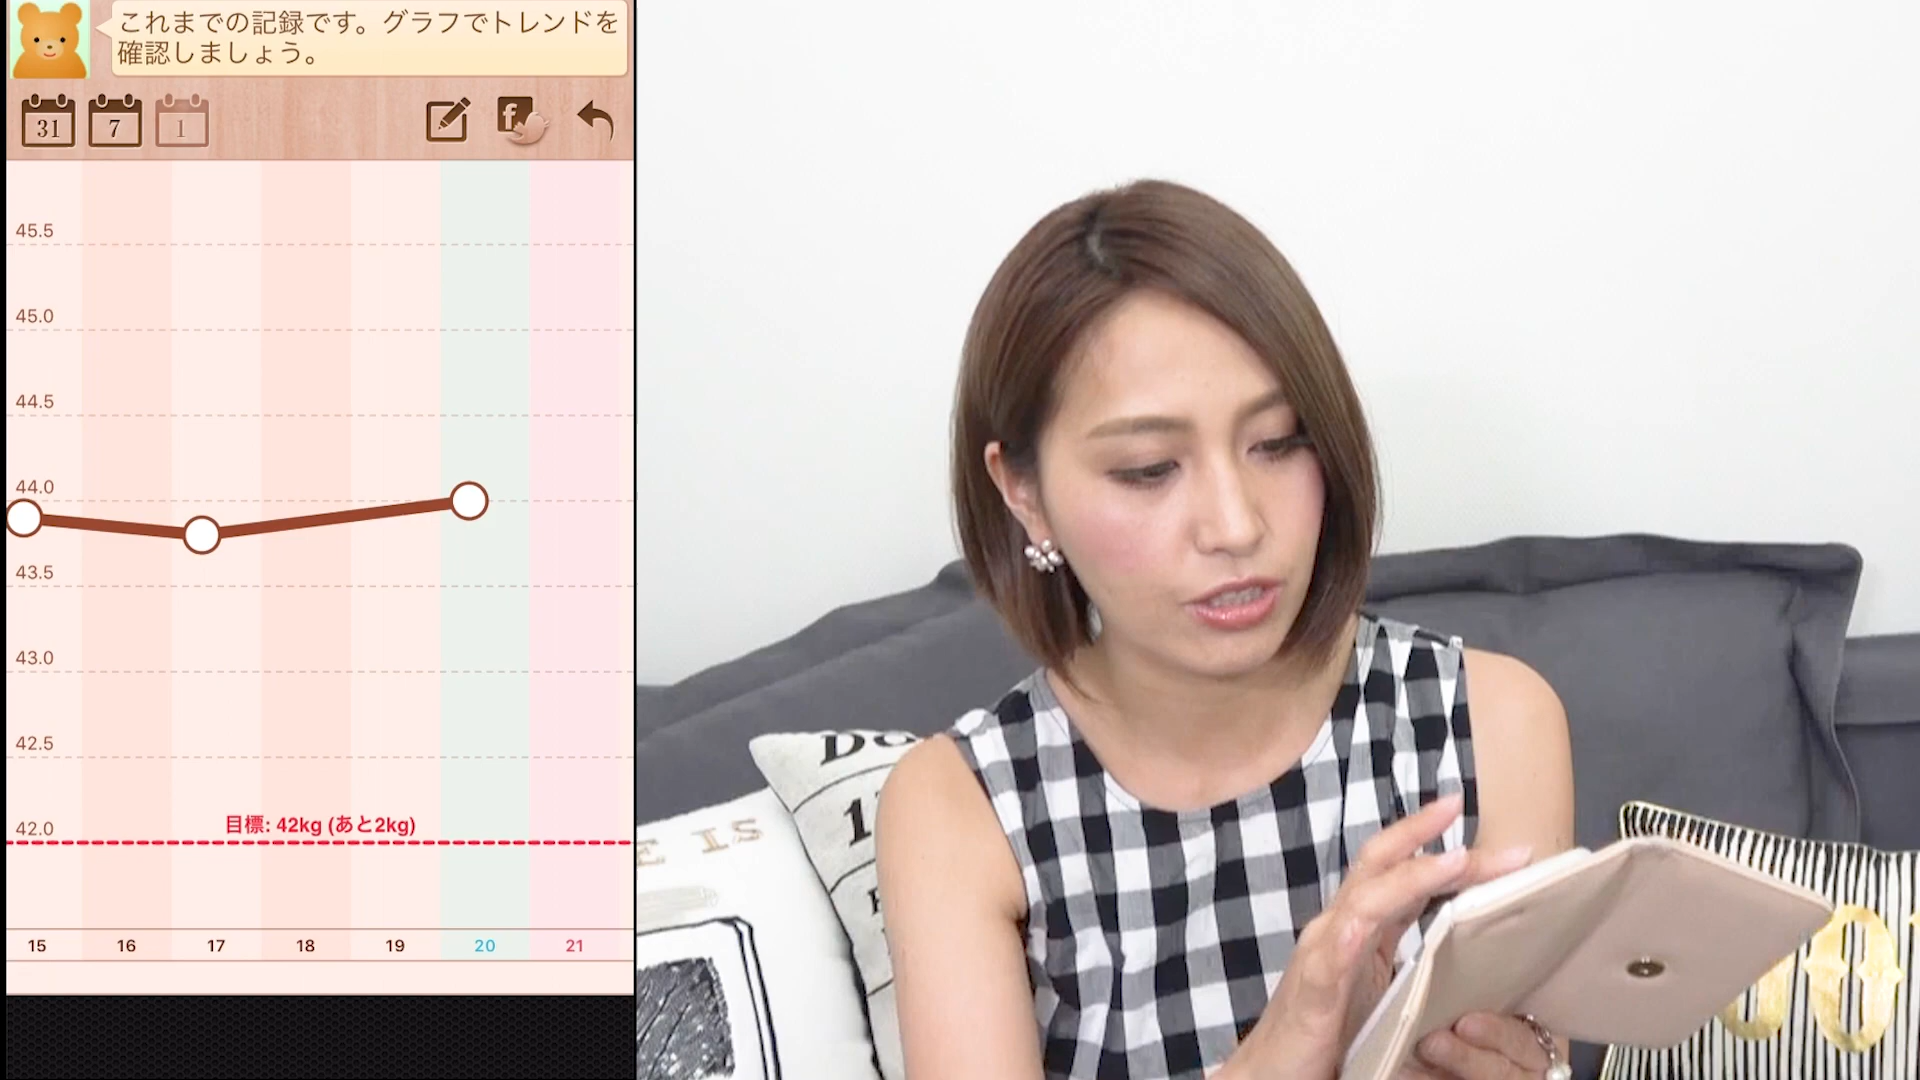 これまでの記録です。グラフでトレンドを
確認しましょう。
31 7 1 f
45.5
45.0
44.5
44.0
43.5
43.0
42.5
目標: 42kg (あと2kg)
42.0
15 16 17 18 19 20 21
IS